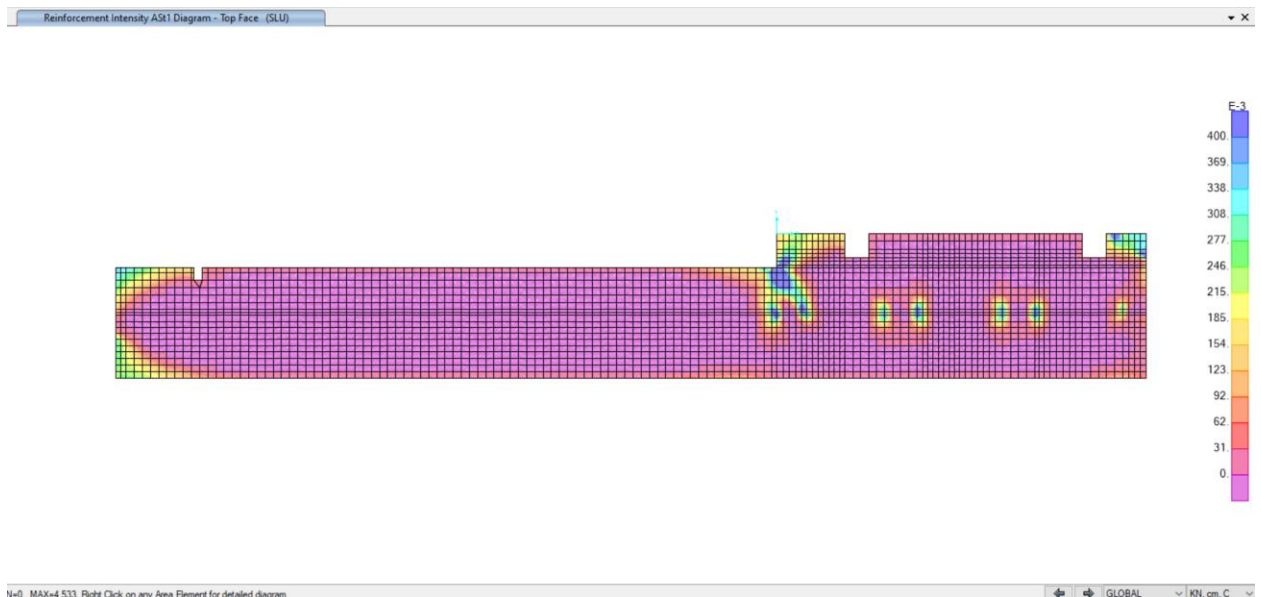 Reinforcement Intensity ASt1 Diagram - Top Face (SLU)
E-3
400.
369.
338.
308.
277.
246.
215.
185.
154.
123.
92.
62.
31.
0.
MAX=4.533. Right Click on any Area Element for detailed diagram
GLOBAL
KN, cm, C